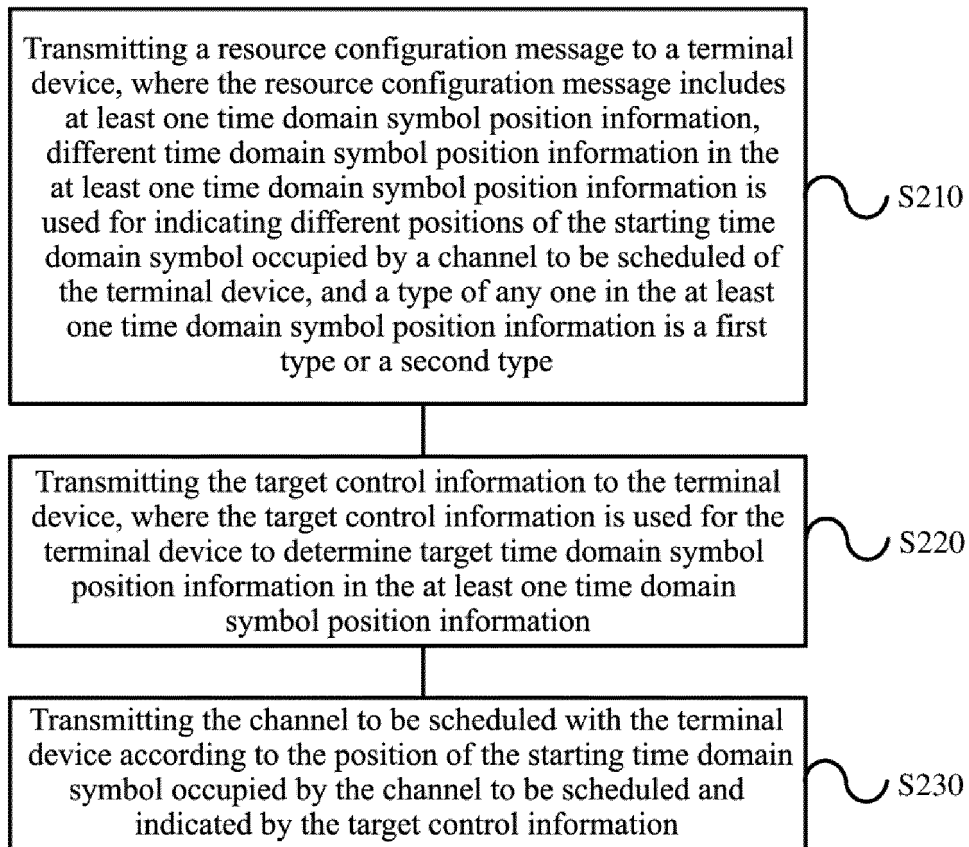 Transmitting a resource configuration message to a terminal
device, where the resource configuration message includes
at least one time domain symbol position information,
different time domain symbol position information in the
at least one time domain symbol position information is
used for indicating different positions of the starting time
domain symbol occupied by a channel to be scheduled of
the terminal device, and a type of any one in the at least
one time domain symbol position information is a first
type or a second type
S210
Transmitting the target control information to the terminal
device, where the target control information is used for the
terminal device to determine target time domain symbol
position information in the at least one time domain
symbol position information
S220
Transmitting the channel to be scheduled with the terminal
device according to the position of the starting time domain
symbol occupied by the channel to be scheduled and
indicated by the target control information
S230